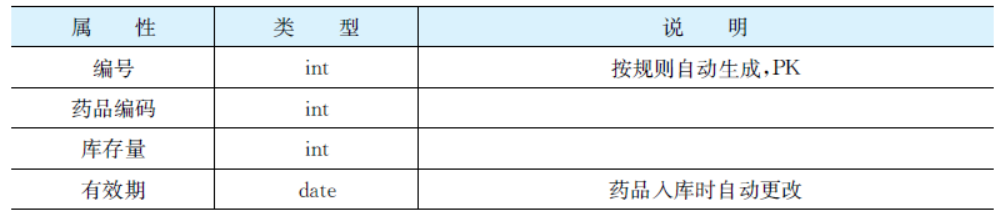 属 性 类 型 说 明
编号 int 按规则自动生成,PK
药品编码 int
库存量 int
有效期 date 药品入库时自动更改